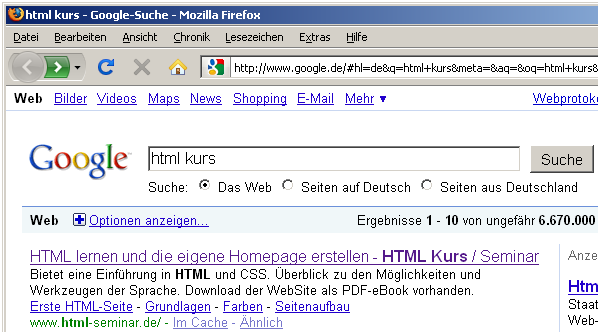 html kurs - Google-Suche - Mozilla Firefox
Datei Bearbeiten Ansicht Chronik Lesezeichen Extras Hilfe
http://www.google.de/#hl=de&q=html+kurs&meta=&aq=&oq=html+kurs&
Web Bilder Videos Maps News Shopping E-Mail Mehr ▼ Webprotoko
Google™ html kurs Suche
Suche: Das Web Seiten auf Deutsch Seiten aus Deutschland
Web Optionen anzeigen... Ergebnisse 1 - 10 von ungefähr 6.670.000
HTML lernen und die eigene Homepage erstellen - HTML Kurs / Seminar Anze
Bietet eine Einführung in HTML und CSS. Überblick zu den Möglichkeiten und
Werkzeugen der Sprache. Download der WebSite als PDF-eBook vorhanden. Htm
Erste HTML-Seite - Grundlagen - Farben - Seitenaufbau Staat
www.html-seminar.de/ - Im Cache - Ähnlich Web-